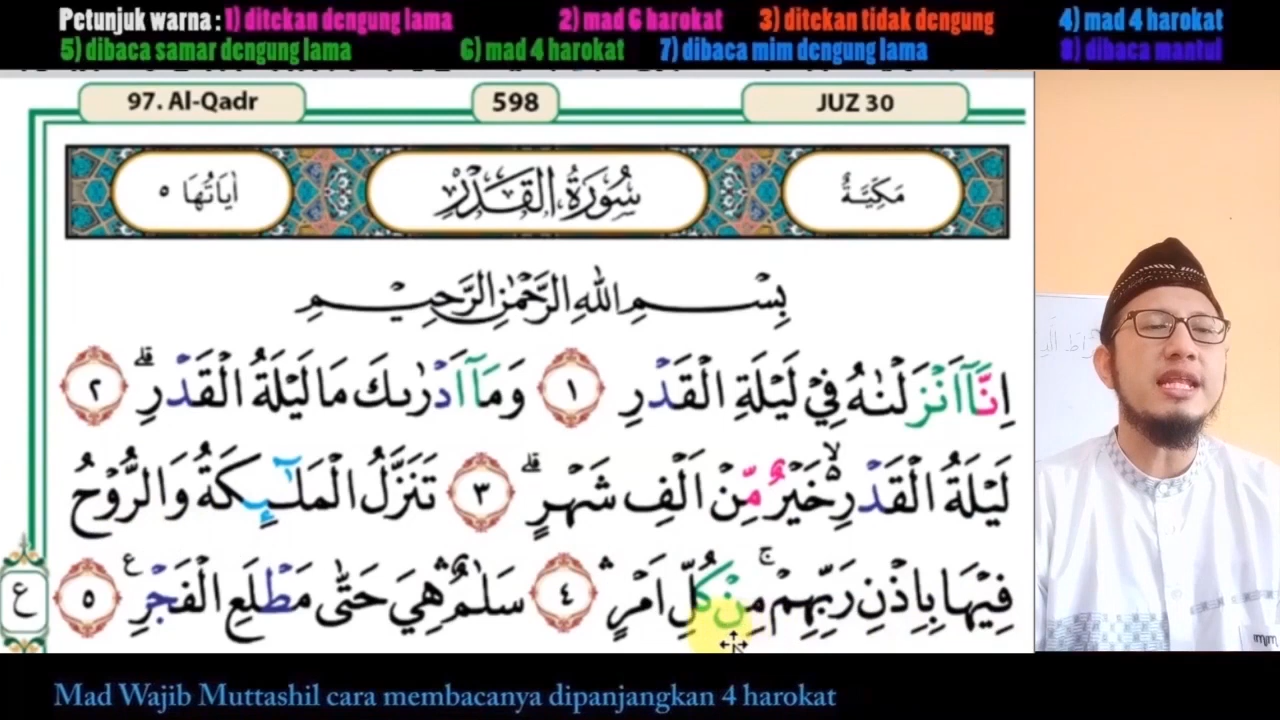 Petunjuk warna : 1) ditekan dengung lama 2) mad 6 harokat 3) ditekan tidak dengung 4) mad 4 harokat
5) dibaca samar dengung lama 6) mad 4 harokat 7) dibaca mim dengung lama 8) dibaca mantul
97. Al-Qadr 598 JUZ 30
مَكِيَّةٌ سُوْرَةُ الْقَدْرِ اٰيَاتُهَا ٥
بِسْمِ اللّٰهِ الرَّحْمٰنِ الرَّحِيْمِ
اِنَّآ اَنْزَلْنٰهُ فِيْ لَيْلَةِ الْقَدْرِ ١ وَمَآ اَدْرٰىكَ مَا لَيْلَةُ الْقَدْرِۗ ٢
لَيْلَةُ الْقَدْرِ ەۙ خَيْرٌ مِّنْ اَلْفِ شَهْرٍۗ ٣ تَنَزَّلُ الْمَلٰۤىِٕكَةُ وَالرُّوْحُ
فِيْهَا بِاِذْنِ رَبِّهِمْۚ مِنْ كُلِّ اَمْرٍۛ ٤ سَلٰمٌ ۛهِيَ حَتّٰى مَطْلَعِ الْفَجْرِ ࣖ ٥
ع
Mad Wajib Muttashil cara membacanya dipanjangkan 4 harokat